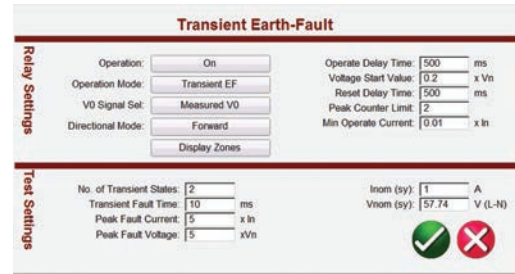 Transient Earth-Fault
Relay Settings
Operation: On
Operation Mode: Transient EF
V0 Signal Sel: Measured V0
Directional Mode: Forward
Display Zones
Operate Delay Time: 500 ms
Voltage Start Value: 0.2 x Vn
Reset Delay Time: 500 ms
Peak Counter Limit: 2
Min Operate Current: 0.01 x In
Test Settings
No. of Transient States: 2
Transient Fault Time: 10 ms
Peak Fault Current: 5 x In
Peak Fault Voltage: 5 xVn
Inom (sy): 1 A
Vnom (sy): 57.74 V (L-N)